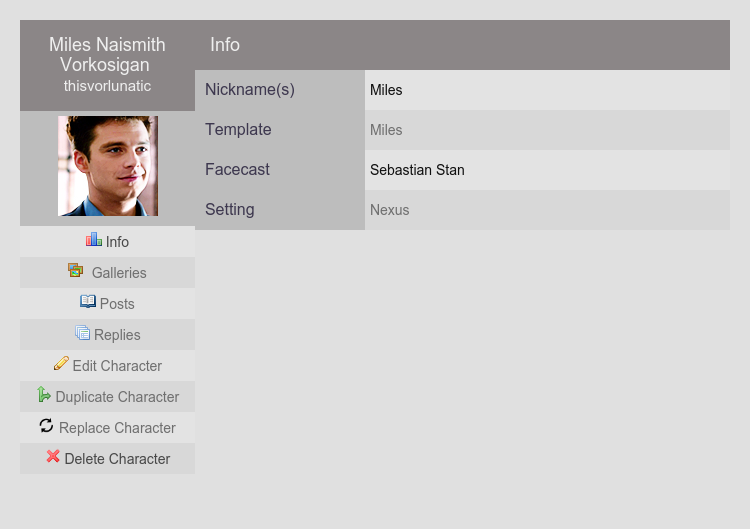 Miles Naismith
Vorkosigan
thisvorlunatic
Info
Galleries
Posts
Replies
Edit Character
Duplicate Character
Replace Character
Delete Character
Info
Nickname(s) Miles
Template Miles
Facecast Sebastian Stan
Setting Nexus